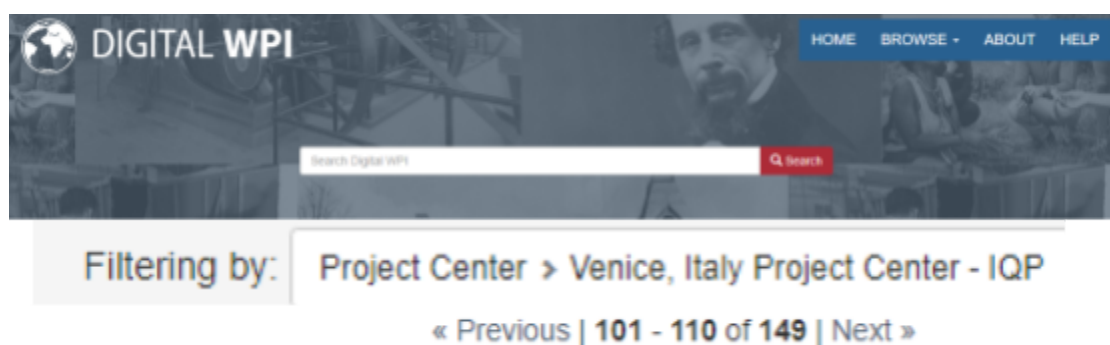 DIGITAL WPI
HOME BROWSE ABOUT HELP
Search Digital WPI
Search
Filtering by: Project Center > Venice, Italy Project Center - IQP
« Previous | 101 - 110 of 149 | Next »